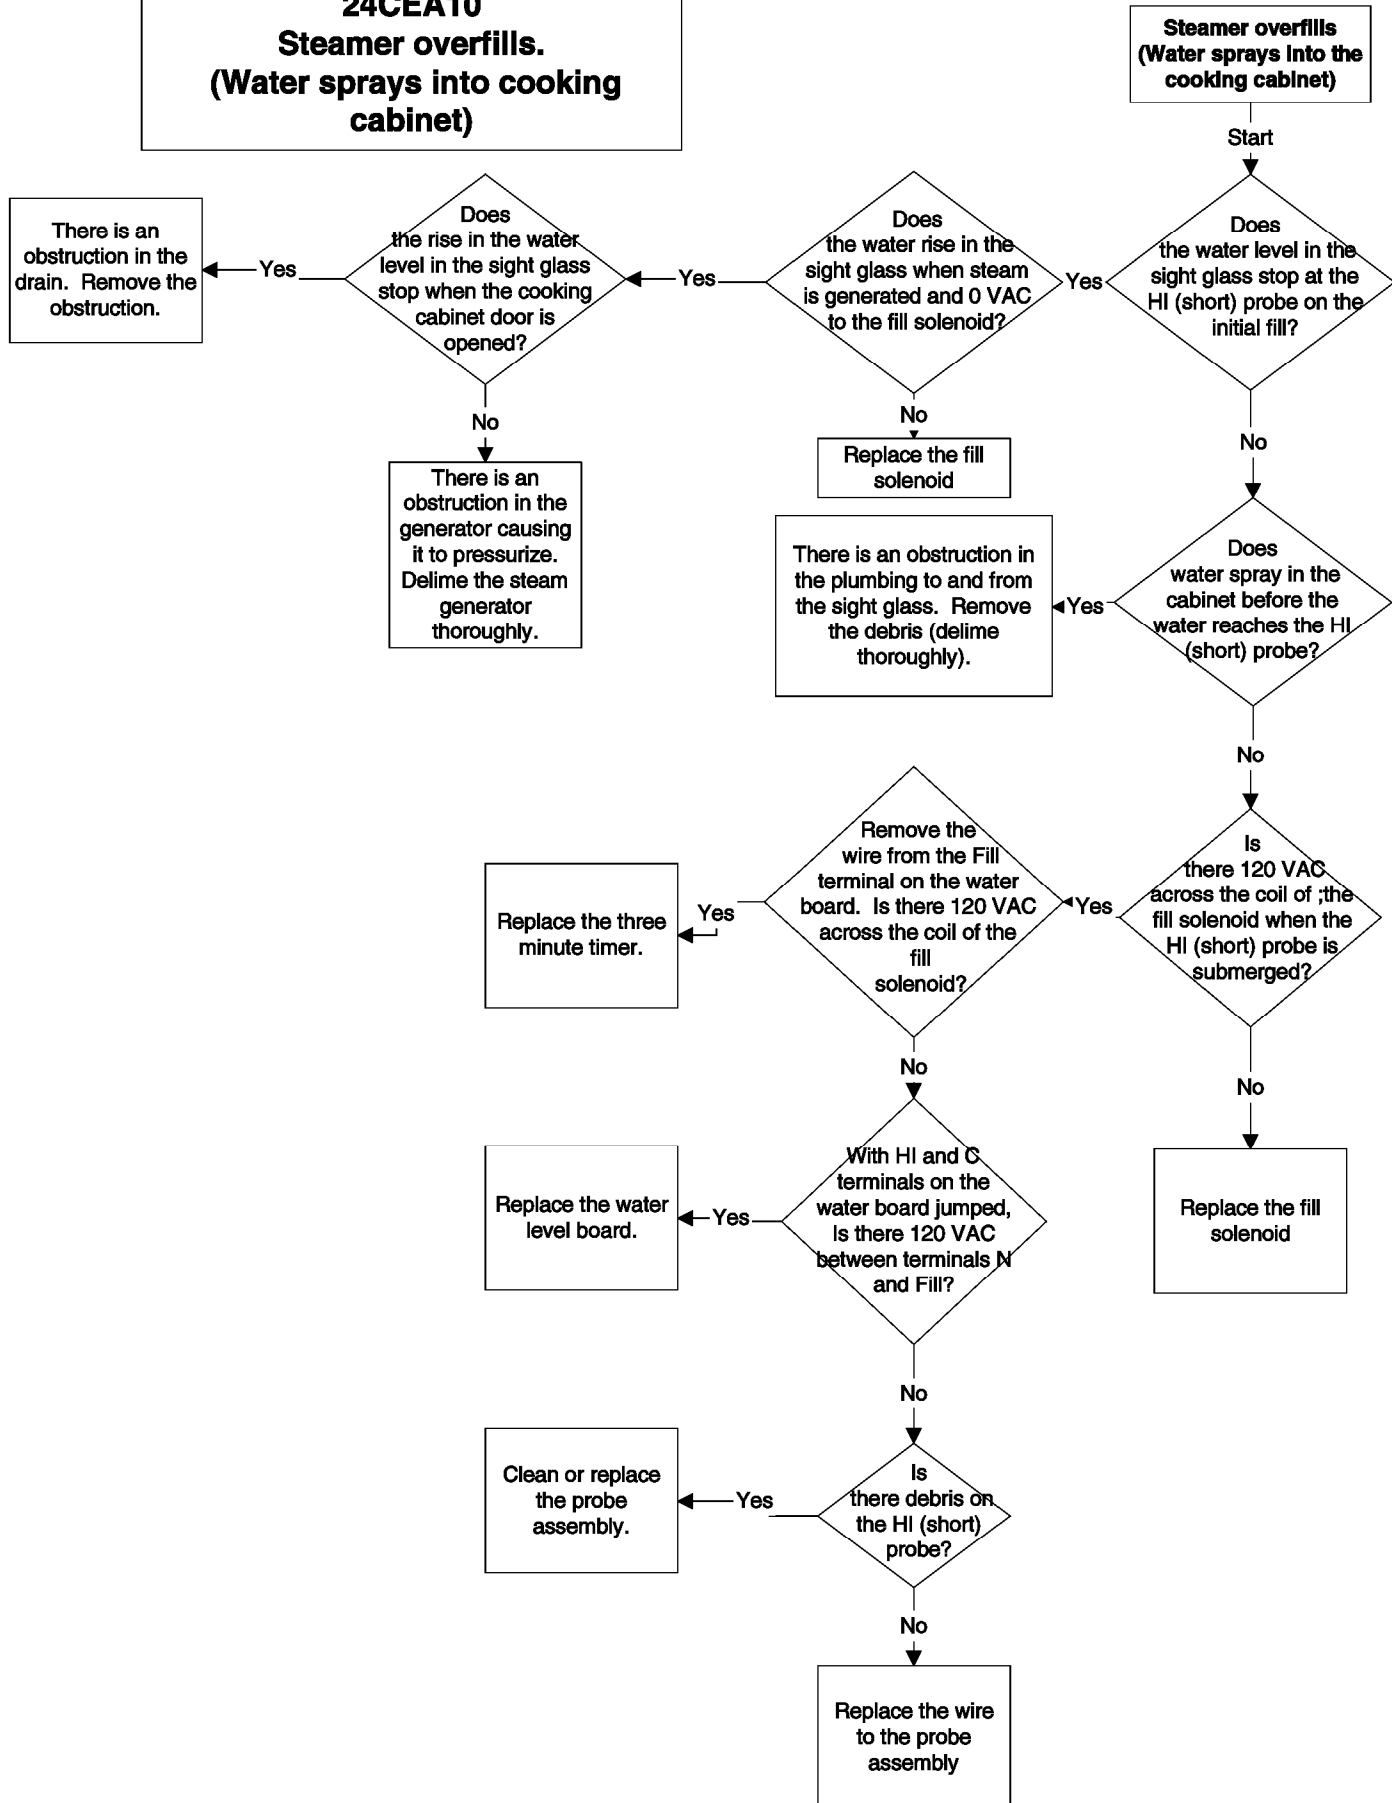 24CEA10
Steamer overfills.
(Water sprays into cooking
cabinet)
Steamer overfills
(Water sprays into the
cooking cabinet)
Start
Does
the water level in the
sight glass stop at the
HI (short) probe on the
initial fill?
Yes
Does
the water rise in the
sight glass when steam
is generated and 0 VAC
to the fill solenoid?
Yes
Does
the rise in the water
level in the sight glass
stop when the cooking
cabinet door is
opened?
Yes
There is an
obstruction in the
drain. Remove the
obstruction.
No
There is an
obstruction in the
generator causing
it to pressurize.
Delime the steam
generator
thoroughly.
No
Replace the fill
solenoid
No
Does
water spray in the
cabinet before the
water reaches the HI
(short) probe?
Yes
There is an obstruction in
the plumbing to and from
the sight glass. Remove
the debris (delime
thoroughly).
No
Is
there 120 VAC
across the coil of ;the
fill solenoid when the
HI (short) probe is
submerged?
Yes
Remove the
wire from the Fill
terminal on the water
board. Is there 120 VAC
across the coil of the
fill
solenoid?
Yes
Replace the three
minute timer.
No
Replace the fill
solenoid
No
With HI and C
terminals on the
water board jumped,
Is there 120 VAC
between terminals N
and Fill?
Yes
Replace the water
level board.
No
Is
there debris on
the HI (short)
probe?
Yes
Clean or replace
the probe
assembly.
No
Replace the wire
to the probe
assembly